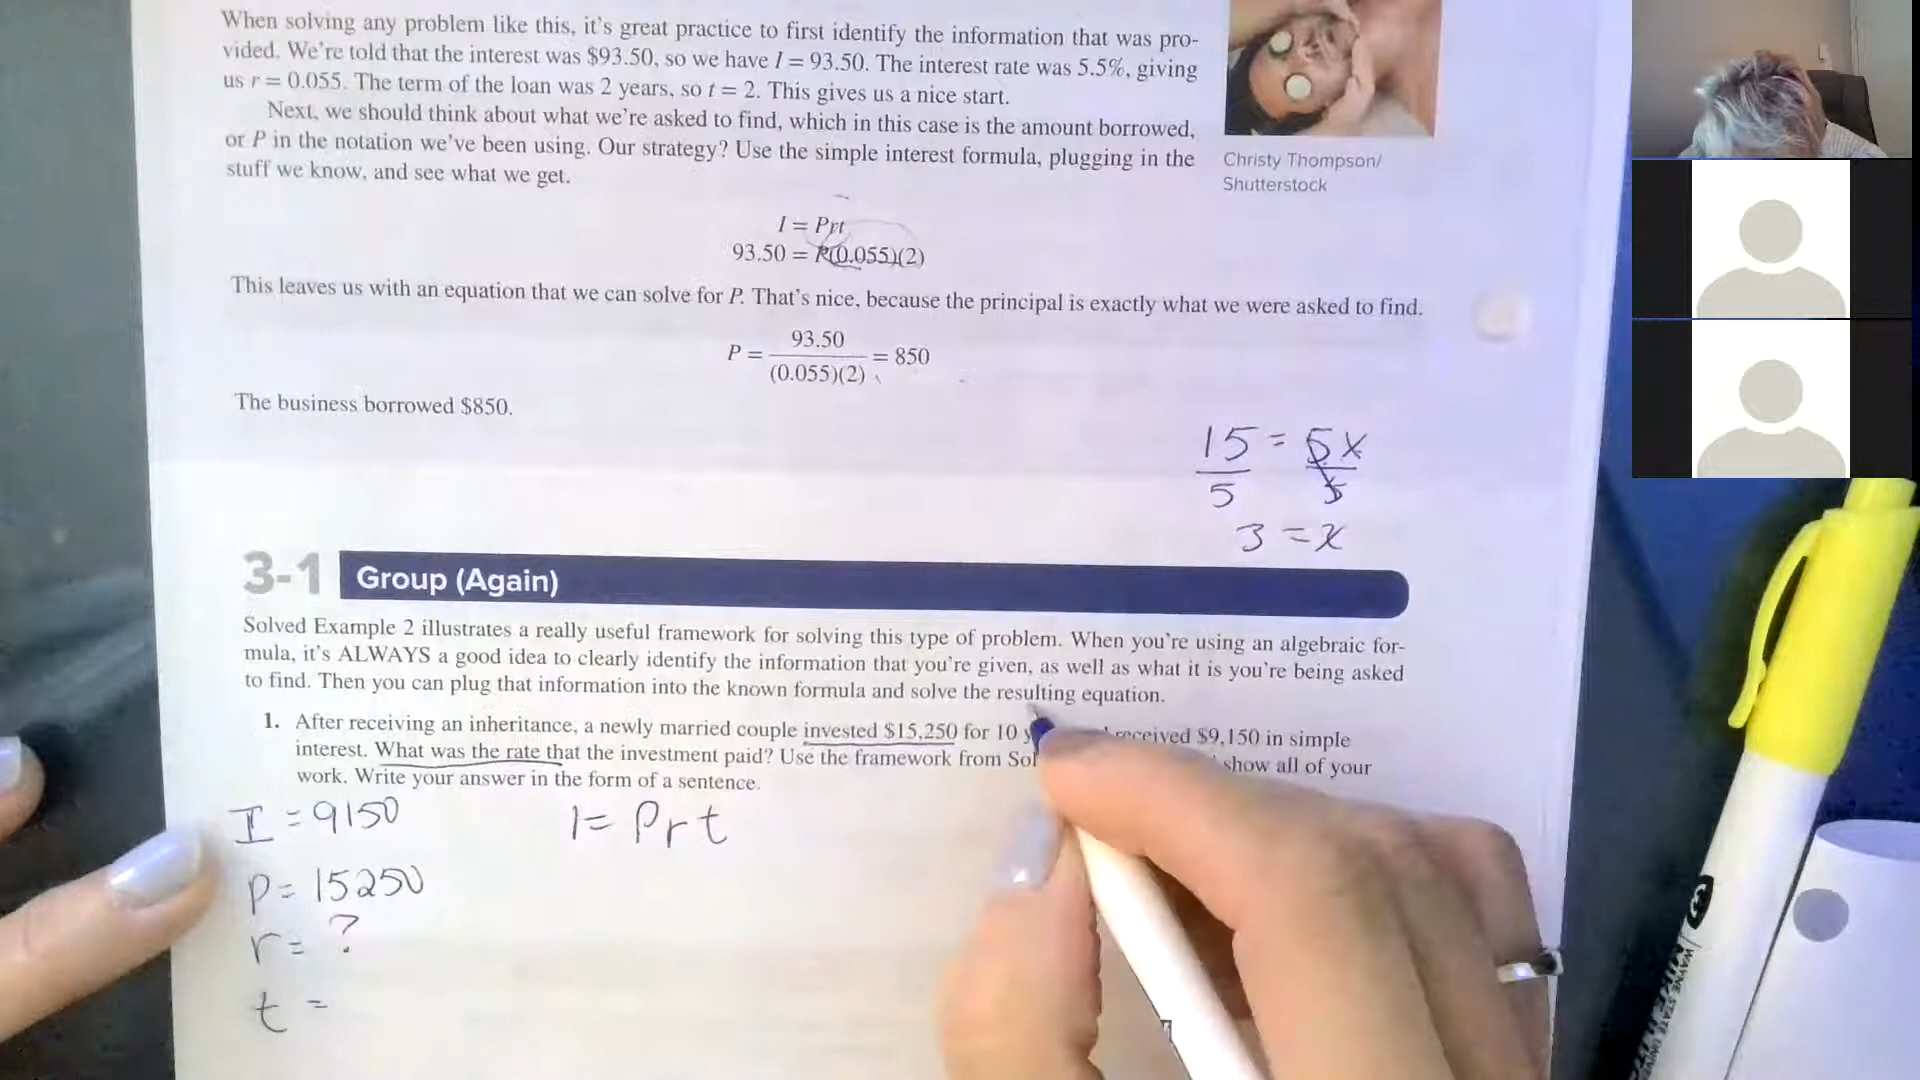 When solving any problem like this, it's great practice to first identify the information that was pro-
vided. We're told that the interest was $93.50, so we have I = 93.50. The interest rate was 5.5%, giving
us r = 0.055. The term of the loan was 2 years, so t = 2. This gives us a nice start.
Next, we should think about what we're asked to find, which in this case is the amount borrowed,
or P in the notation we've been using. Our strategy? Use the simple interest formula, plugging in the
stuff we know, and see what we get.
Christy Thompson/
Shutterstock
I = Prt
93.50 = P(0.055)(2)
This leaves us with an equation that we can solve for P. That's nice, because the principal is exactly what we were asked to find.
P = 93.50 / (0.055)(2) = 850
The business borrowed $850.
15 = 5x
5 5
3 = x
3-1 Group (Again)
Solved Example 2 illustrates a really useful framework for solving this type of problem. When you're using an algebraic for-
mula, it's ALWAYS a good idea to clearly identify the information that you're given, as well as what it is you're being asked
to find. Then you can plug that information into the known formula and solve the resulting equation.
1. After receiving an inheritance, a newly married couple invested $15,250 for 10 received $9,150 in simple
interest. What was the rate that the investment paid? Use the framework from show all of your
work. Write your answer in the form of a sentence.
I = 9150
I = Prt
P = 15250
r = ?
t =
WAYNE STATE